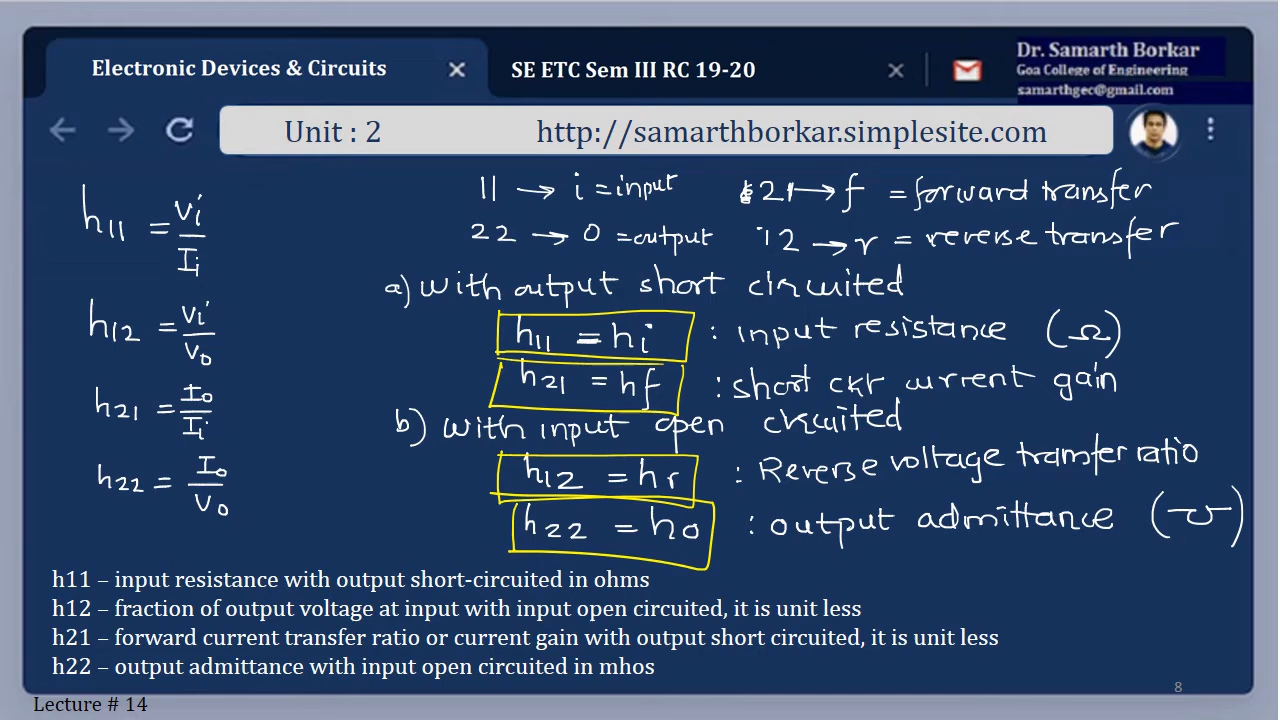 Electronic Devices & Circuits
SE ETC Sem III RC 19-20
Dr. Samarth Borkar
Goa College of Engineering
samarthgec@gmail.com
Unit : 2
http://samarthborkar.simplesite.com
h11 = Vi/Ii
h12 = Vi/Vo
h21 = Io/Ii
h22 = Io/Vo
11 → i = input
21 → f = forward transfer
22 → o = output
12 → r = reverse transfer
a) with output short circuited
h11 = hi : input resistance (Ω)
h21 = hf : short ckt current gain
b) with input open circuited
h12 = hr : Reverse voltage transfer ratio
h22 = ho : output admittance (℧)
h11 – input resistance with output short-circuited in ohms
h12 – fraction of output voltage at input with input open circuited, it is unit less
h21 – forward current transfer ratio or current gain with output short circuited, it is unit less
h22 – output admittance with input open circuited in mhos
8
Lecture # 14